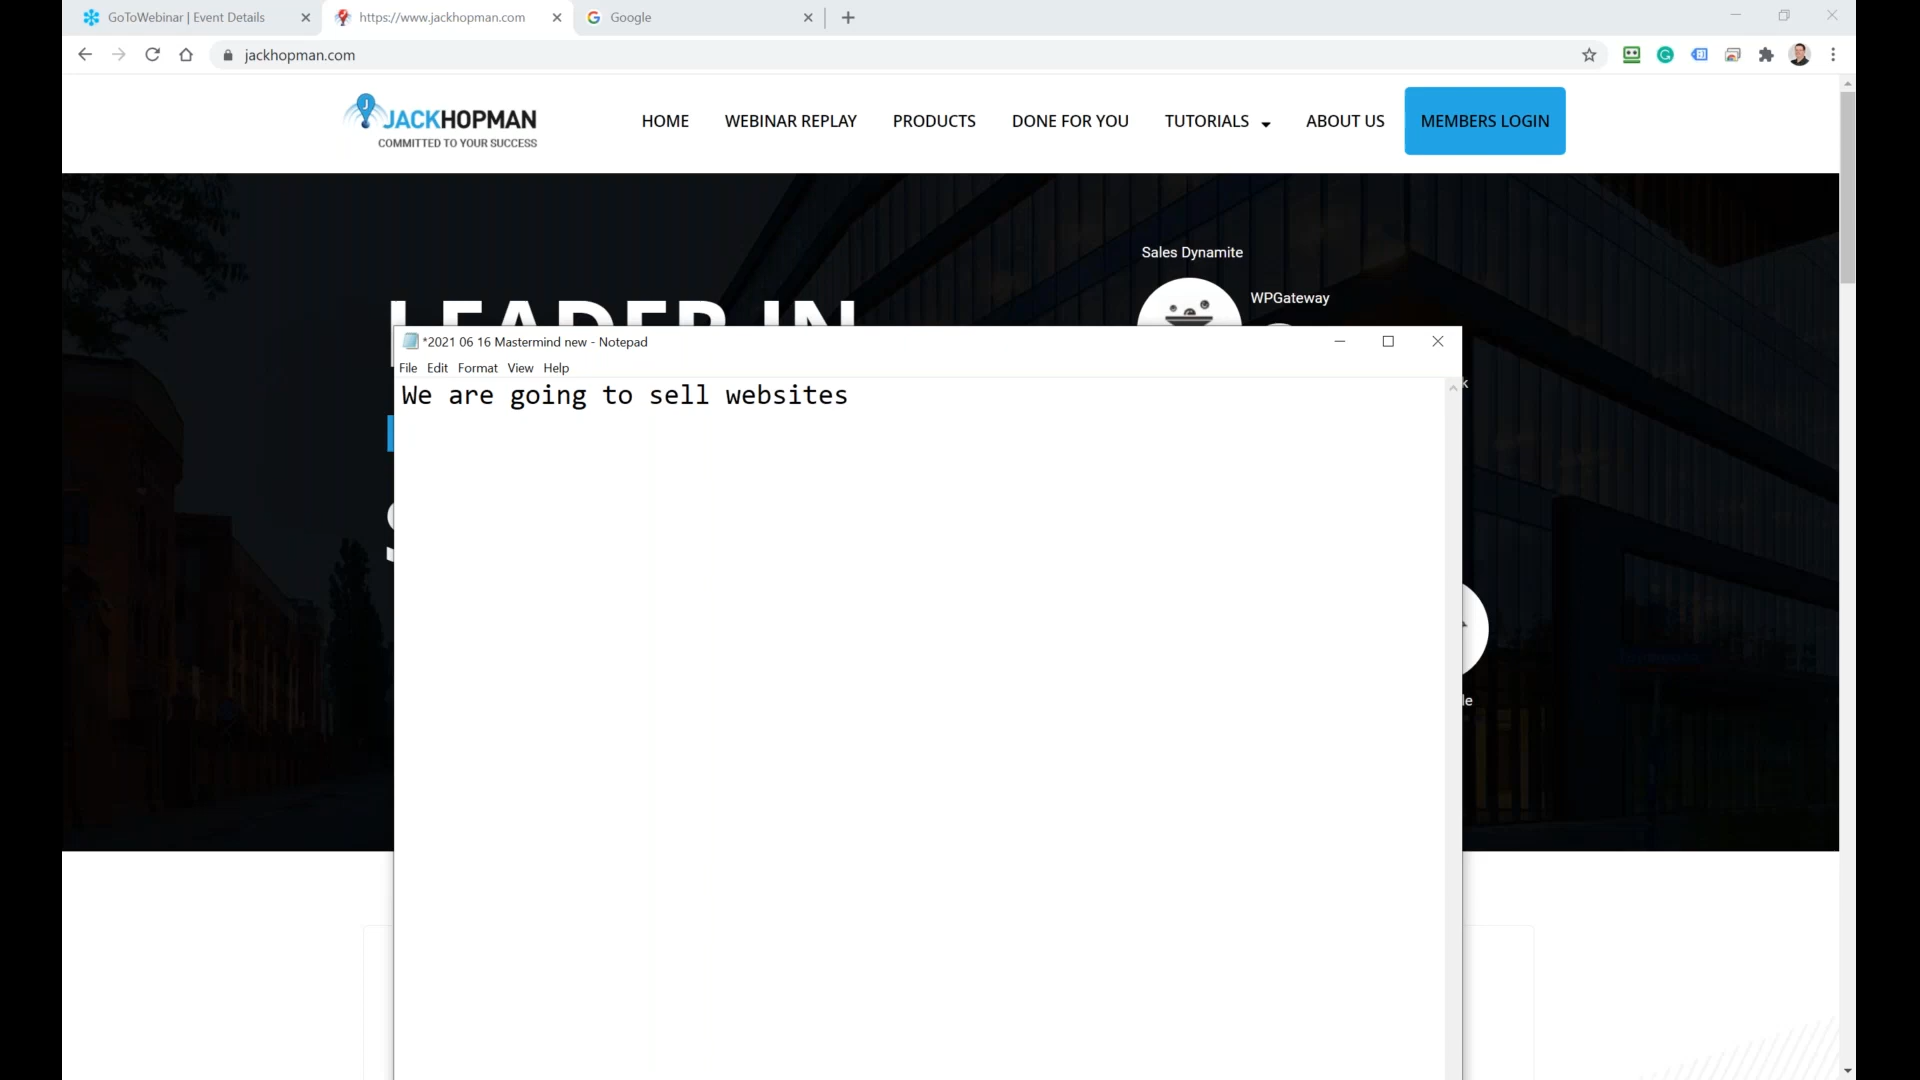 GoToWebinar | Event Details
https://www.jackhopman.com
Google
jackhopman.com
J
JACKHOPMAN
COMMITTED TO YOUR SUCCESS
HOME
WEBINAR REPLAY
PRODUCTS
DONE FOR YOU
TUTORIALS
ABOUT US
MEMBERS LOGIN
Sales Dynamite
WPGateway
LEADER IN
*2021 06 16 Mastermind new - Notepad
File Edit Format View Help
We are going to sell websites